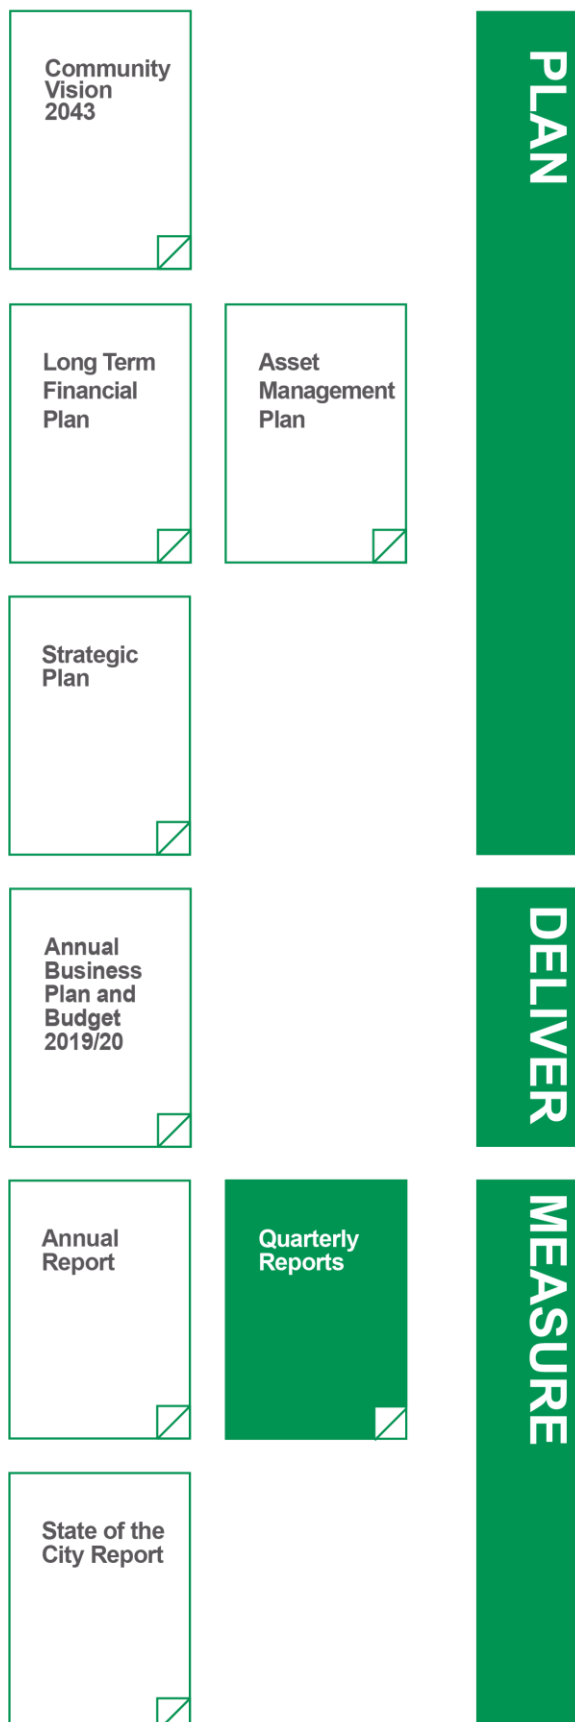 Community
Vision
2043
PLAN
Long Term
Financial
Plan
Asset
Management
Plan
Strategic
Plan
Annual
Business
Plan and
Budget
2019/20
DELIVER
Annual
Report
Quarterly
Reports
MEASURE
State of the
City Report